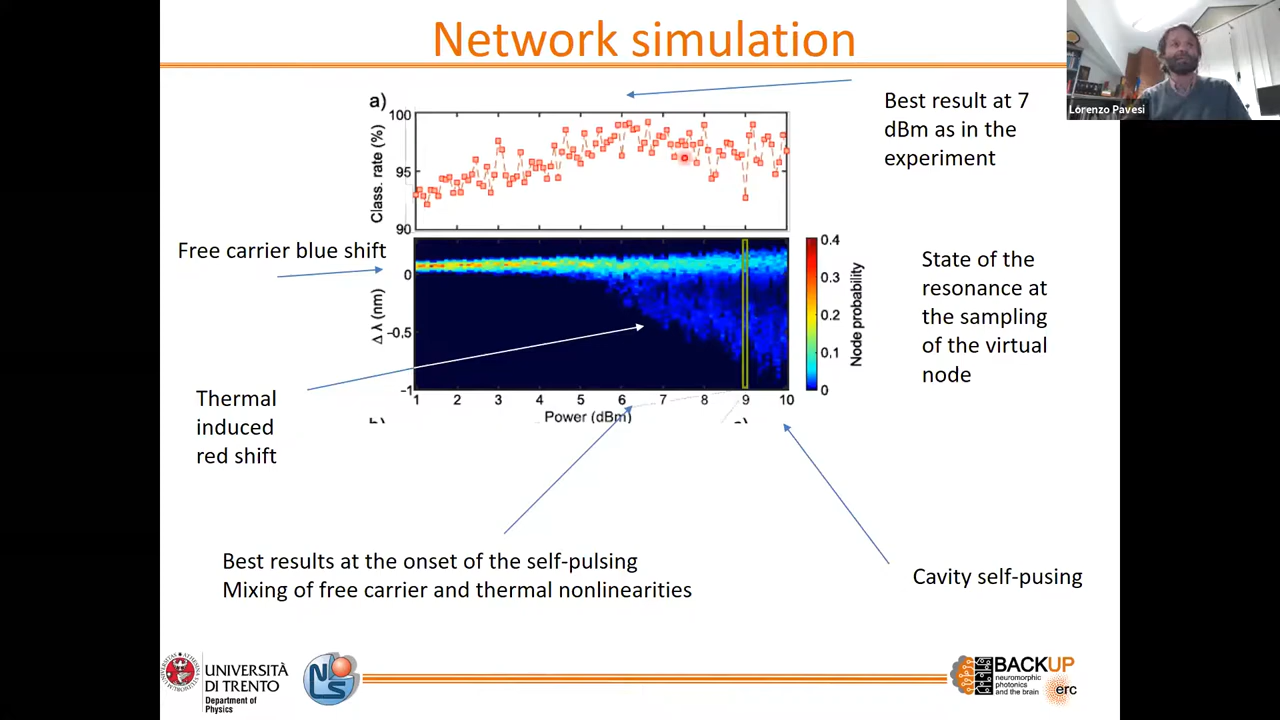 Network simulation
Lorenzo Pavesi
a)
100
95
90
Class. rate (%)
Best result at 7
dBm as in the
experiment
Free carrier blue shift
0
-0.5
-1
Δ λ (nm)
0.4
0.3
0.2
0.1
0
Node probability
State of the
resonance at
the sampling
of the virtual
node
1 2 3 4 5 6 7 8 9 10
Power (dBm)
Thermal
induced
red shift
Best results at the onset of the self-pulsing
Mixing of free carrier and thermal nonlinearities
Cavity self-pusing
UNIVERSITÀ
DI TRENTO
Department of
Physics
NLS
BACKUP
neuromorphic
photonics
and the brain
erc